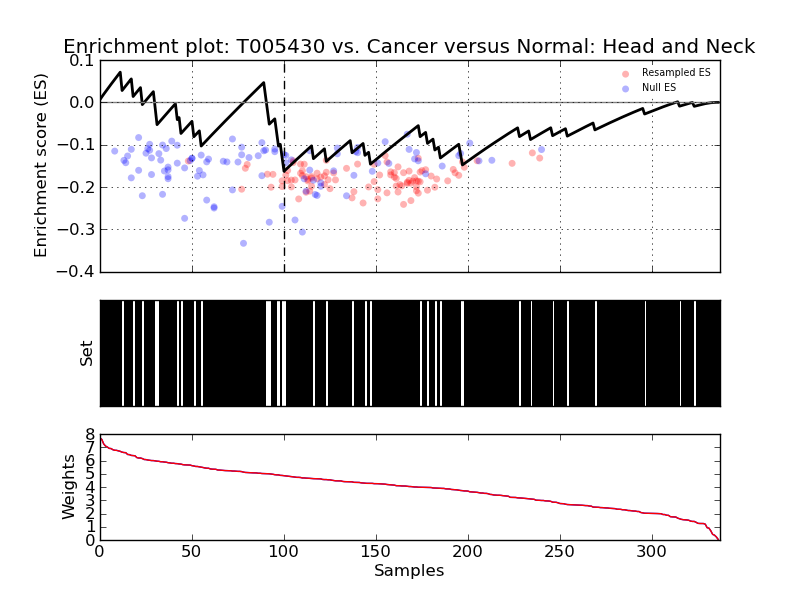 Enrichment plot: T005430 vs. Cancer versus Normal: Head and Neck
Enrichment score (ES)
0.1
0.0
−0.1
−0.2
−0.3
−0.4
Resampled ES
Null ES
Set
Weights
8
7
6
5
4
3
2
1
0
0 50 100 150 200 250 300
Samples